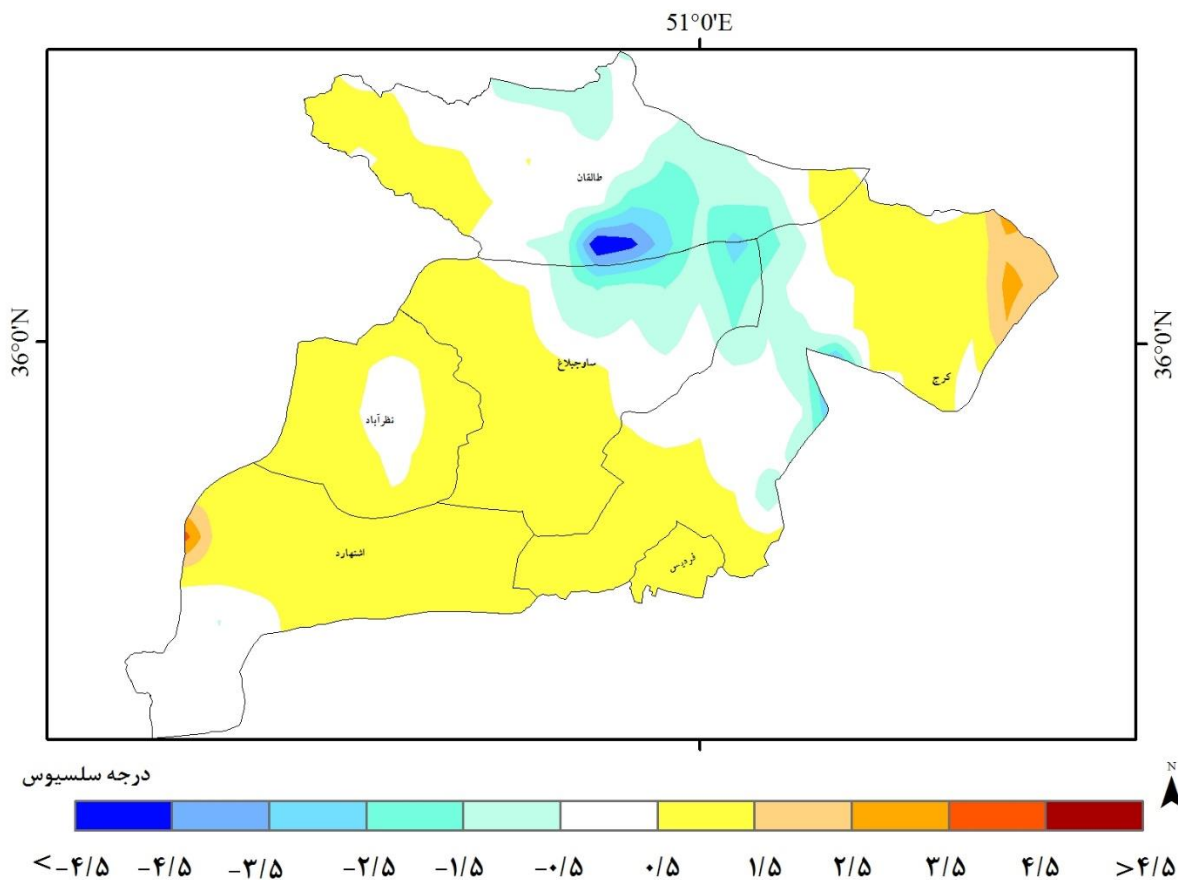 51°0'E
طالقان
36°0'N
36°0'N
ساوجبلاغ
کرج
نظرآباد
اشتهارد
فردیس
درجه سلسیوس
N
<-۴/۵ -۴/۵ -۳/۵ -۲/۵ -۱/۵ -۰/۵ ۰/۵ ۱/۵ ۲/۵ ۳/۵ ۴/۵ >۴/۵